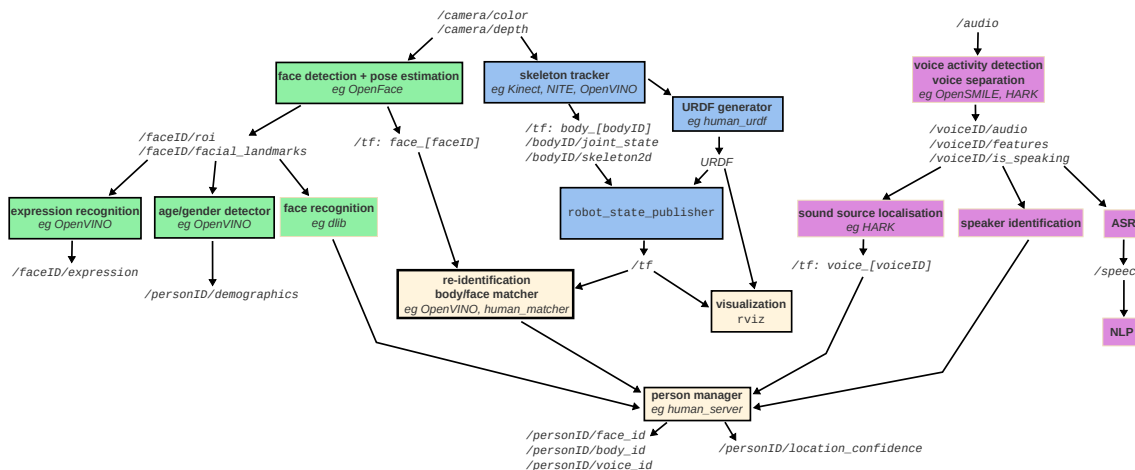 /camera/color
/camera/depth
/audio
face detection + pose estimation
eg OpenFace
skeleton tracker
eg Kinect, NITE, OpenVINO
voice activity detection
voice separation
eg OpenSMILE, HARK
URDF generator
eg human_urdf
/faceID/roi
/faceID/facial_landmarks
/tf: face_[faceID]
/tf: body_[bodyID]
/bodyID/joint_state
/bodyID/skeleton2d
URDF
/voiceID/audio
/voiceID/features
/voiceID/is_speaking
expression recognition
eg OpenVINO
age/gender detector
eg OpenVINO
face recognition
eg dlib
robot_state_publisher
sound source localisation
eg HARK
speaker identification
ASR
/faceID/expression
/personID/demographics
/tf
/tf: voice_[voiceID]
/speec
re-identification
body/face matcher
eg OpenVINO, human_matcher
visualization
rviz
NLP
person manager
eg human_server
/personID/face_id
/personID/body_id
/personID/voice_id
/personID/location_confidence